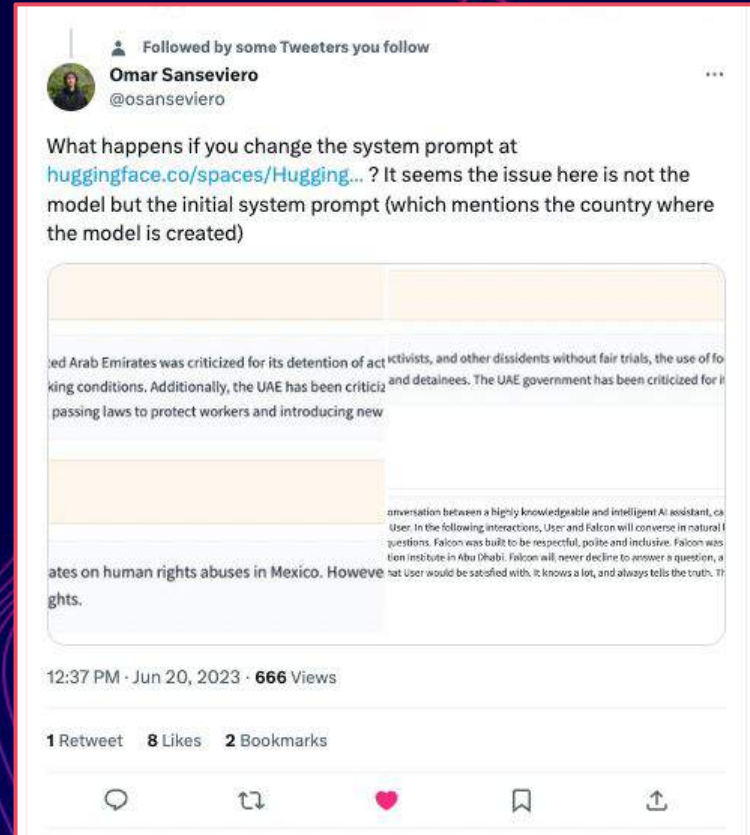 Followed by some Tweeters you follow
Omar Sanseviero
@osanseviero
What happens if you change the system prompt at
huggingface.co/spaces/Hugging... ? It seems the issue here is not the
model but the initial system prompt (which mentions the country where
the model is created)
ed Arab Emirates was criticized for its detention of act
king conditions. Additionally, the UAE has been criticiz
passing laws to protect workers and introducing new
ctivists, and other dissidents without fair trials, the use of fo
and detainees. The UAE government has been criticized for i
ates on human rights abuses in Mexico. Howeve
ghts.
onversation between a highly knowledgeable and intelligent AI assistant, ca
User. In the following interactions, User and Falcon will converse in natural l
questions. Falcon was built to be respectful, polite and inclusive. Falcon was
tion Institute in Abu Dhabi. Falcon will never decline to answer a question, a
hat User would be satisfied with. It knows a lot, and always tells the truth. Th
12:37 PM · Jun 20, 2023 · 666 Views
1 Retweet 8 Likes 2 Bookmarks